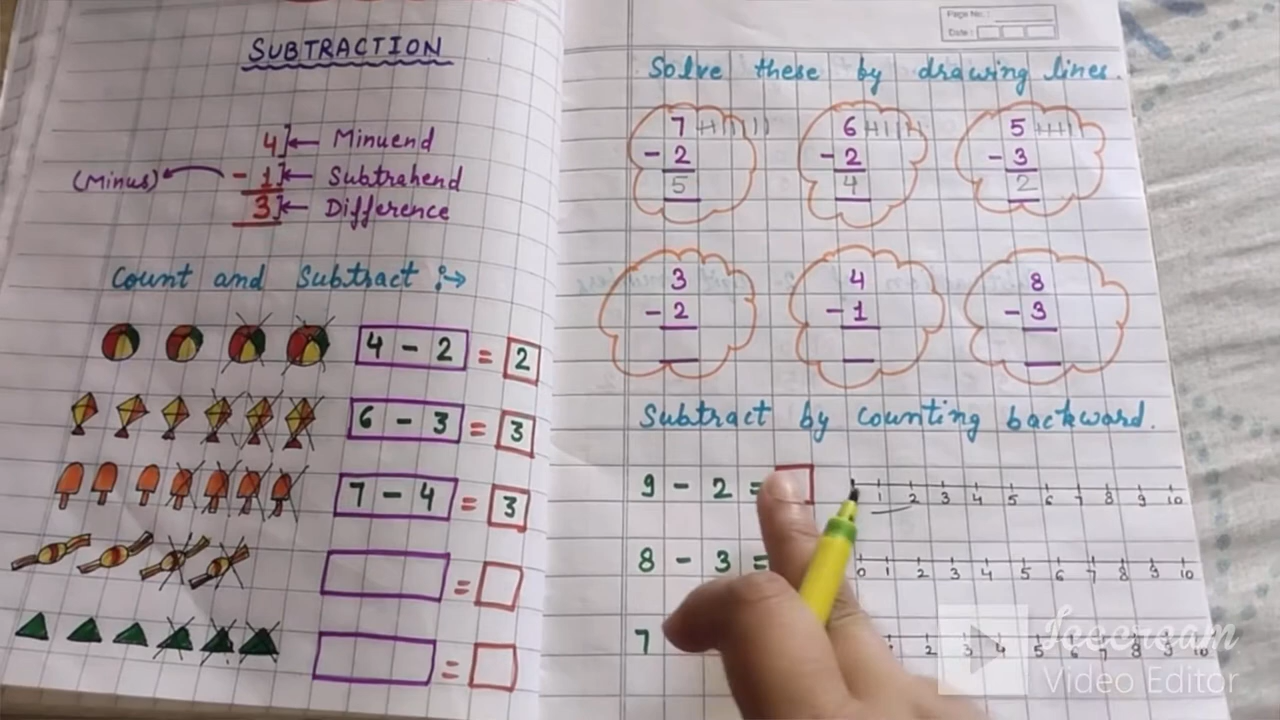 SUBTRACTION
4 ← Minuend
(Minus) ← - 1 ← Subtrahend
3 ← Difference
Count and Subtract :→
4 - 2 = 2
6 - 3 = 3
7 - 4 = 3
=
=
Page No.:
Date:
Solve these by drawing lines.
7 6 5
- 2 - 2 - 3
5 4 2
3 4 8
- 2 - 1 - 3
Subtract by counting backward.
9 - 2 = 1 2 3 4 5 6 7 8 9 10
8 - 3 = 0 1 2 3 4 5 6 7 8 9 10
7 1 2 3 4 5 6 7 8 9 10
Icecream
Video Editor